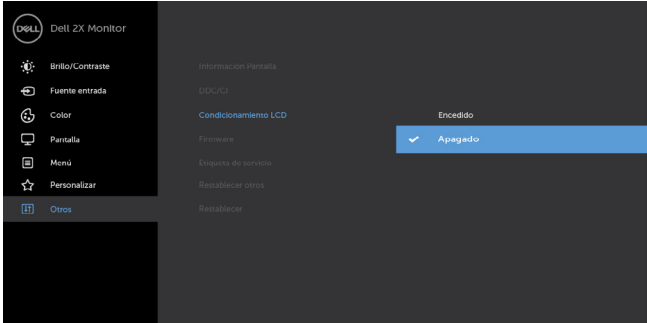 DELL Dell 2X Monitor
Brillo/Contraste
Fuente entrada
Color
Pantalla
Menú
Personalizar
Otros
Información Pantalla
DDC/CI
Condicionamiento LCD
Firmware
Etiqueta de servicio
Restablecer otros
Restablecer
Encedido
Apagado